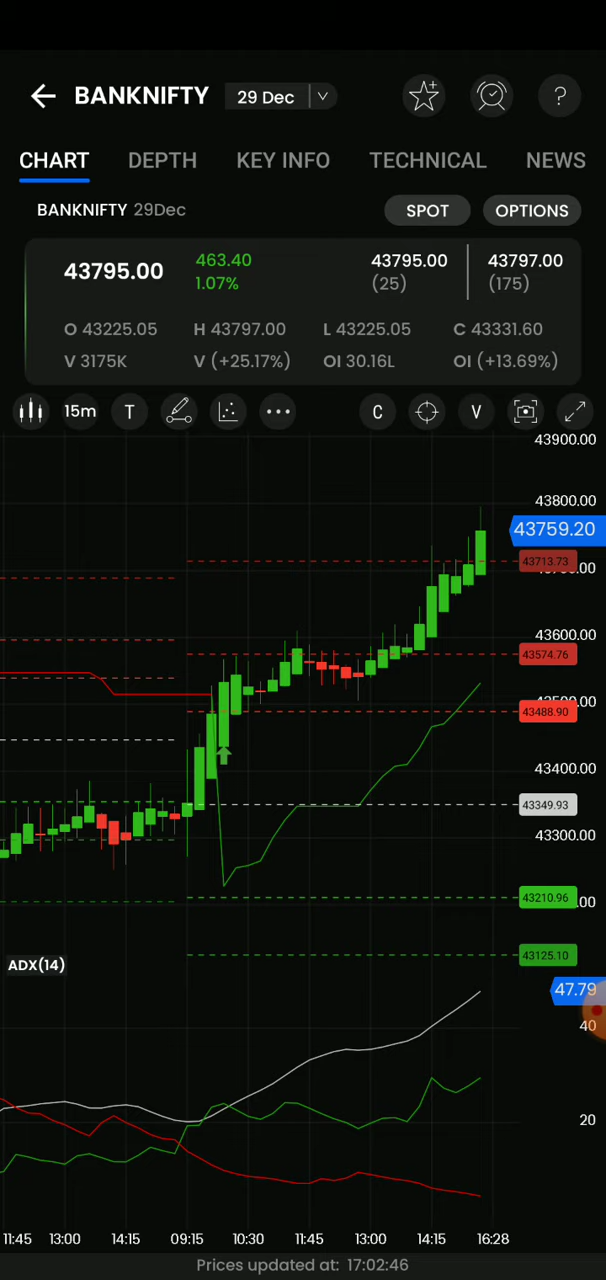 BANKNIFTY 29 Dec ?
CHART DEPTH KEY INFO TECHNICAL NEWS
BANKNIFTY 29Dec SPOT OPTIONS
43795.00 463.40 43795.00 43797.00
1.07% (25) (175)
O 43225.05 H 43797.00 L 43225.05 C 43331.60
V 3175K V (+25.17%) OI 30.16L OI (+13.69%)
15m T C V
43900.00
43800.00
43759.20
43713.73
43600.00
43574.76
43488.90
43400.00
43349.93
43300.00
43210.96
43125.10
ADX(14)
47.79
40
20
11:45 13:00 14:15 09:15 10:30 11:45 13:00 14:15 16:28
Prices updated at: 17:02:46